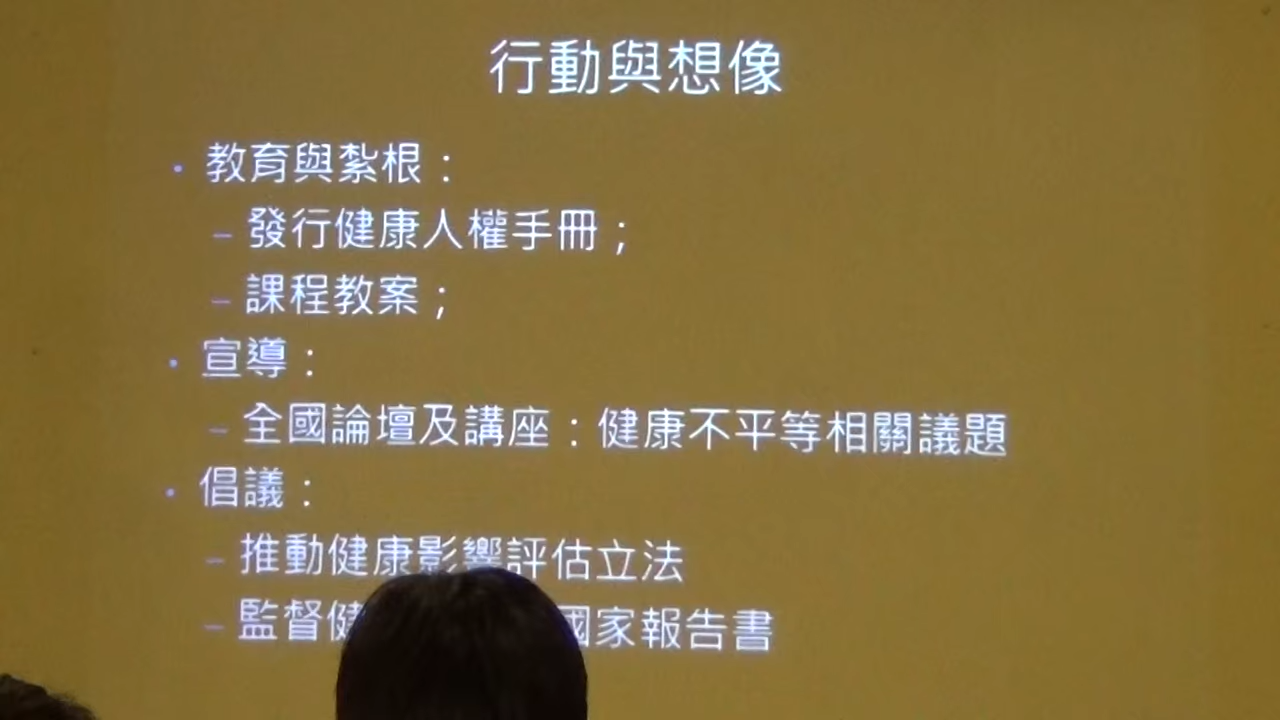 行動與想像
• 教育與紮根：
– 發行健康人權手冊；
– 課程教案；
• 宣導：
– 全國論壇及講座：健康不平等相關議題
• 倡議：
– 推動健康影響評估立法
– 監督健 國家報告書